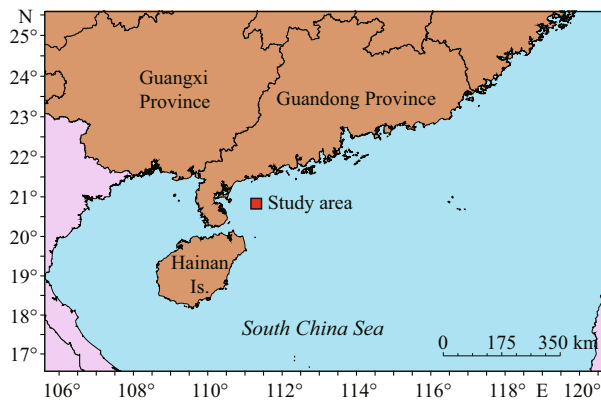 N
25°
24°
23°
22°
21°
20°
19°
18°
17°
Guangxi
Province
Guandong Province
Study area
Hainan
Is.
South China Sea
0 175 350 km
106° 108° 110° 112° 114° 116° 118° E 120°